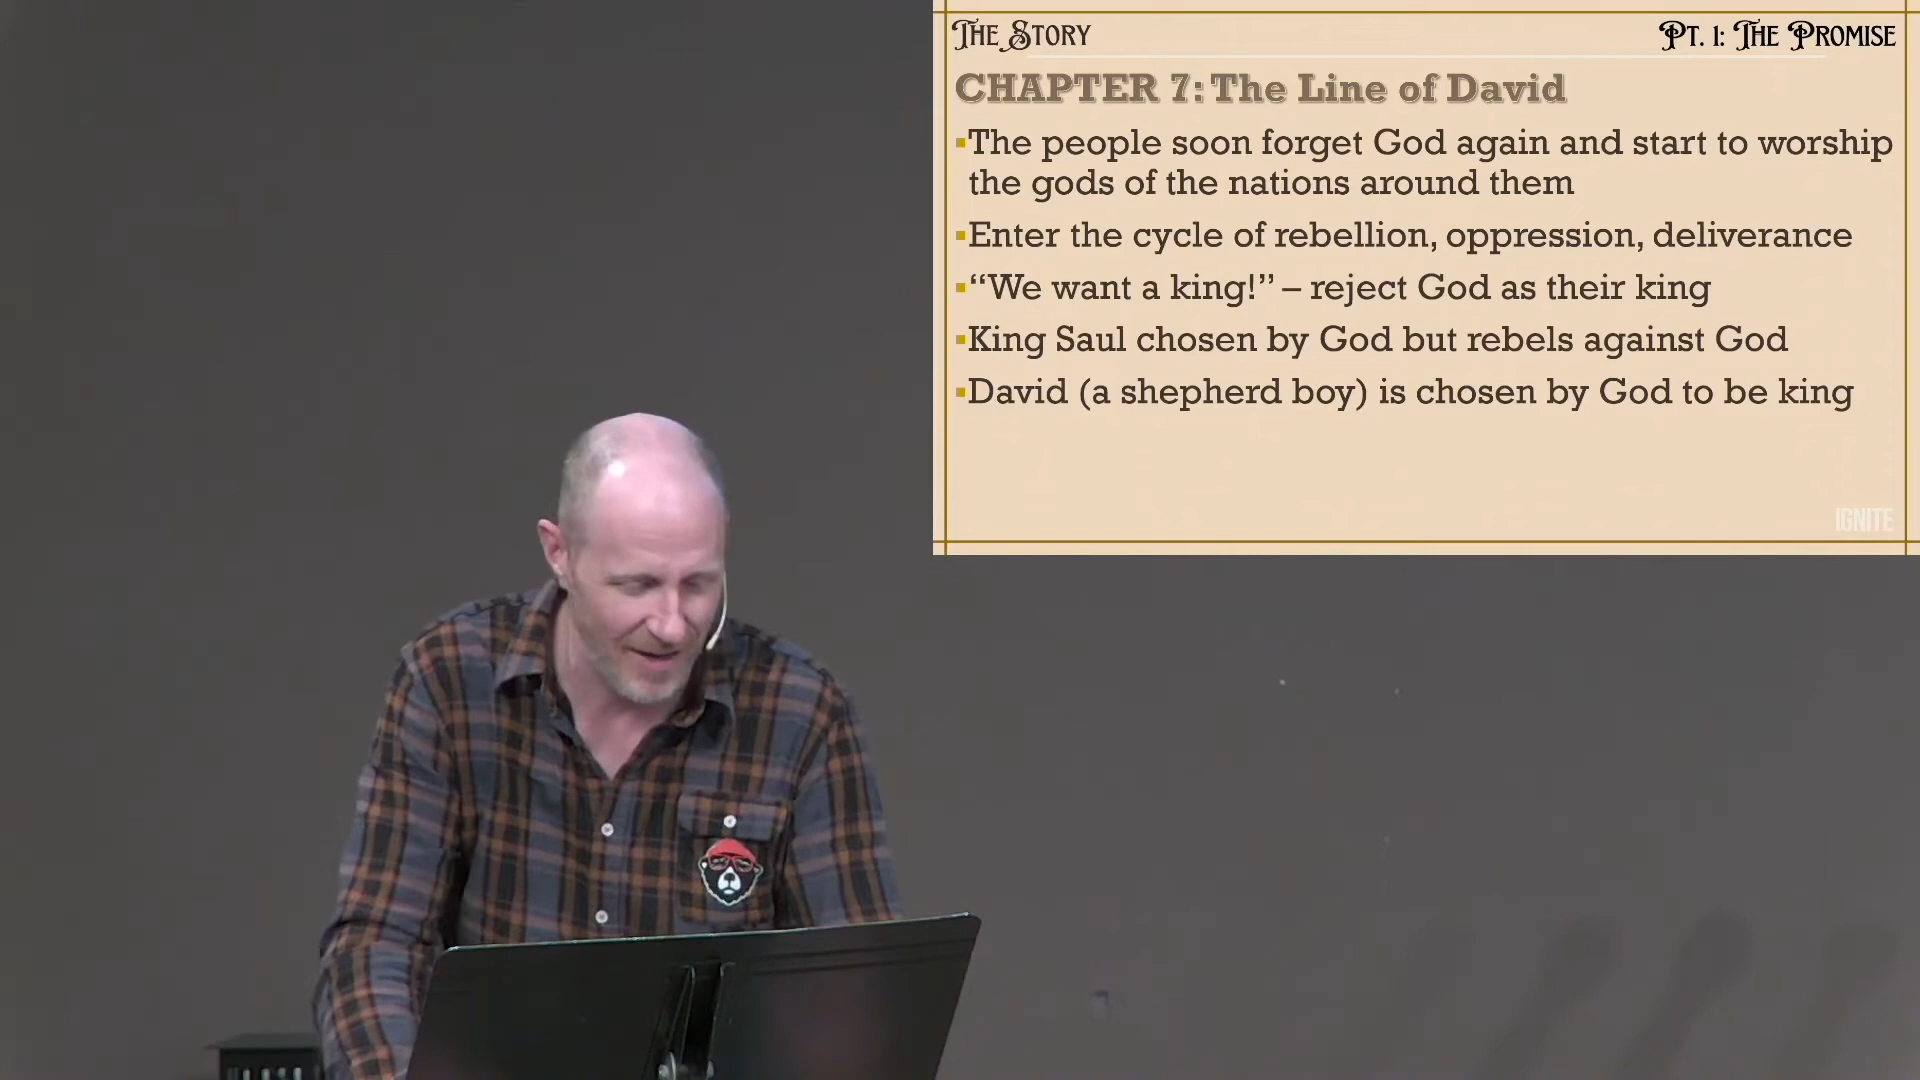 The Story
Pt. 1: The Promise
CHAPTER 7: The Line of David
▪The people soon forget God again and start to worship
the gods of the nations around them
▪Enter the cycle of rebellion, oppression, deliverance
▪“We want a king!” – reject God as their king
▪King Saul chosen by God but rebels against God
▪David (a shepherd boy) is chosen by God to be king
IGNITE